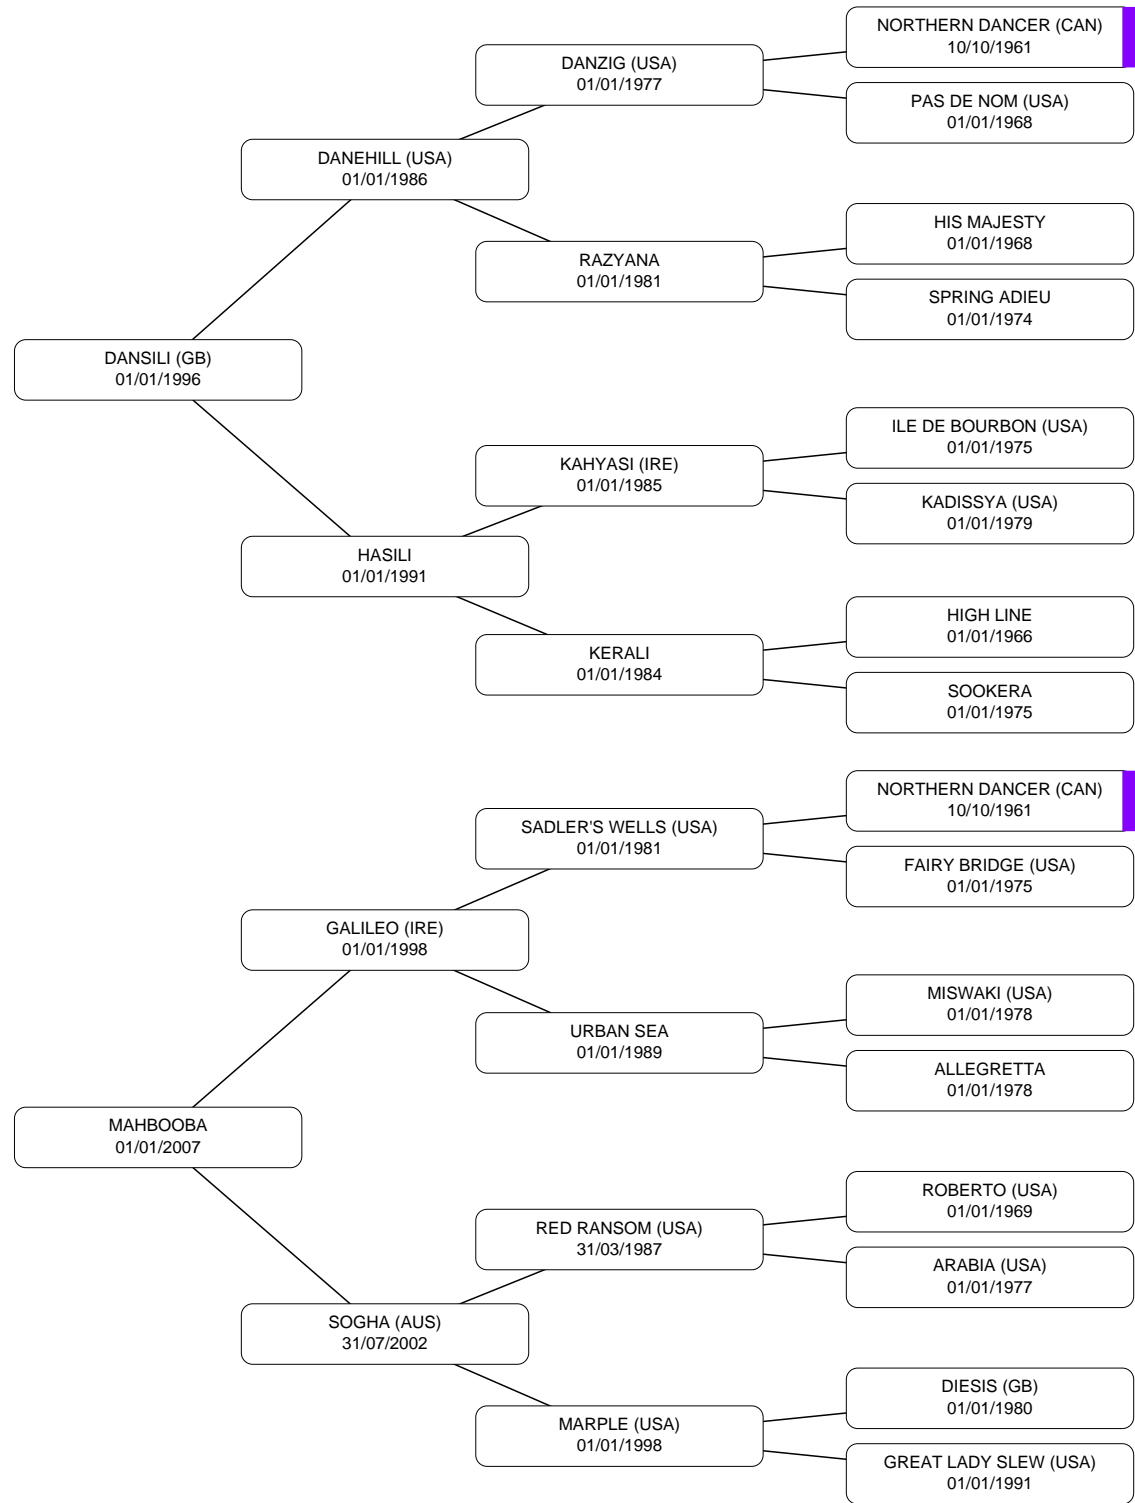 NORTHERN DANCER (CAN)
10/10/1961
DANZIG (USA)
01/01/1977
PAS DE NOM (USA)
01/01/1968
DANEHILL (USA)
01/01/1986
HIS MAJESTY
01/01/1968
RAZYANA
01/01/1981
SPRING ADIEU
01/01/1974
DANSILI (GB)
01/01/1996
ILE DE BOURBON (USA)
01/01/1975
KAHYASI (IRE)
01/01/1985
KADISSYA (USA)
01/01/1979
HASILI
01/01/1991
HIGH LINE
01/01/1966
KERALI
01/01/1984
SOOKERA
01/01/1975
NORTHERN DANCER (CAN)
10/10/1961
SADLER'S WELLS (USA)
01/01/1981
FAIRY BRIDGE (USA)
01/01/1975
GALILEO (IRE)
01/01/1998
MISWAKI (USA)
01/01/1978
URBAN SEA
01/01/1989
ALLEGRETTA
01/01/1978
MAHBOOBA
01/01/2007
ROBERTO (USA)
01/01/1969
RED RANSOM (USA)
31/03/1987
ARABIA (USA)
01/01/1977
SOGHA (AUS)
31/07/2002
DIESIS (GB)
01/01/1980
MARPLE (USA)
01/01/1998
GREAT LADY SLEW (USA)
01/01/1991